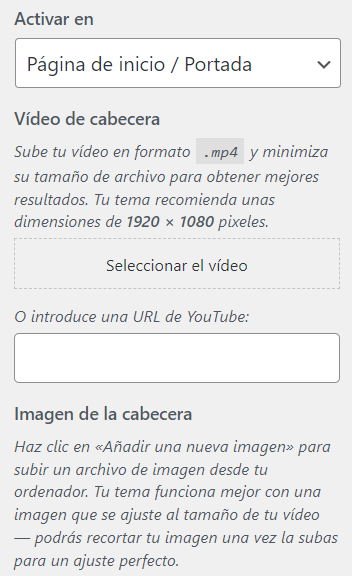 Activar en
Página de inicio / Portada
Vídeo de cabecera
Sube tu vídeo en formato .mp4 y minimiza
su tamaño de archivo para obtener mejores
resultados. Tu tema recomienda unas
dimensiones de 1920 × 1080 pixeles.
Seleccionar el vídeo
O introduce una URL de YouTube:
Imagen de la cabecera
Haz clic en «Añadir una nueva imagen» para
subir un archivo de imagen desde tu
ordenador. Tu tema funciona mejor con una
imagen que se ajuste al tamaño de tu vídeo
— podrás recortar tu imagen una vez la subas
para un ajuste perfecto.